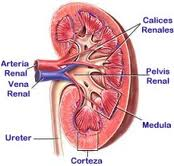 Calices
Renales
Arteria
Renal
Vena
Renal
Pelvis
Renal
Medula
Ureter
Corteza